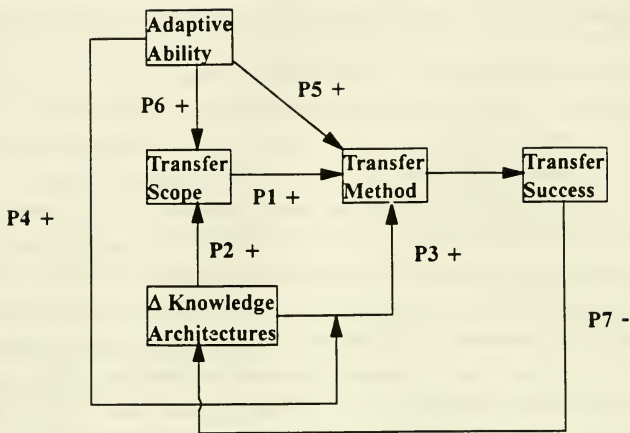 Adaptive
Ability
P5 +
P6 +
Transfer
Scope
P1 +
Transfer
Method
Transfer
Success
P4 +
P2 +
P3 +
Δ Knowledge
Architectures
P7 -